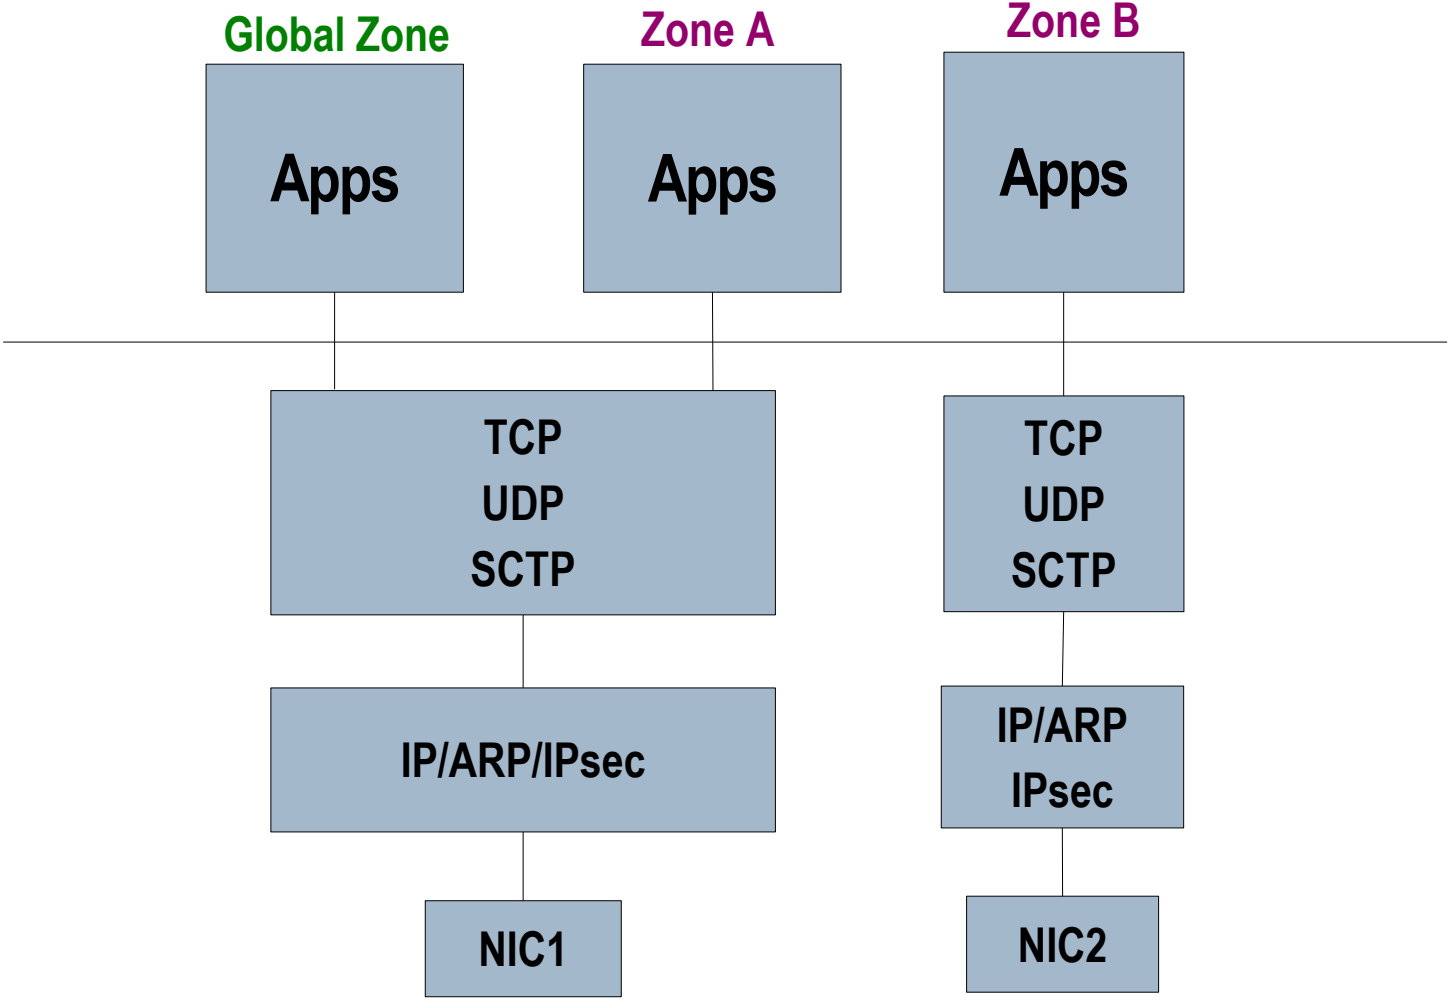 Global Zone
Zone A
Zone B
Apps
Apps
Apps
TCP
UDP
SCTP
TCP
UDP
SCTP
IP/ARP/IPsec
IP/ARP
IPsec
NIC1
NIC2